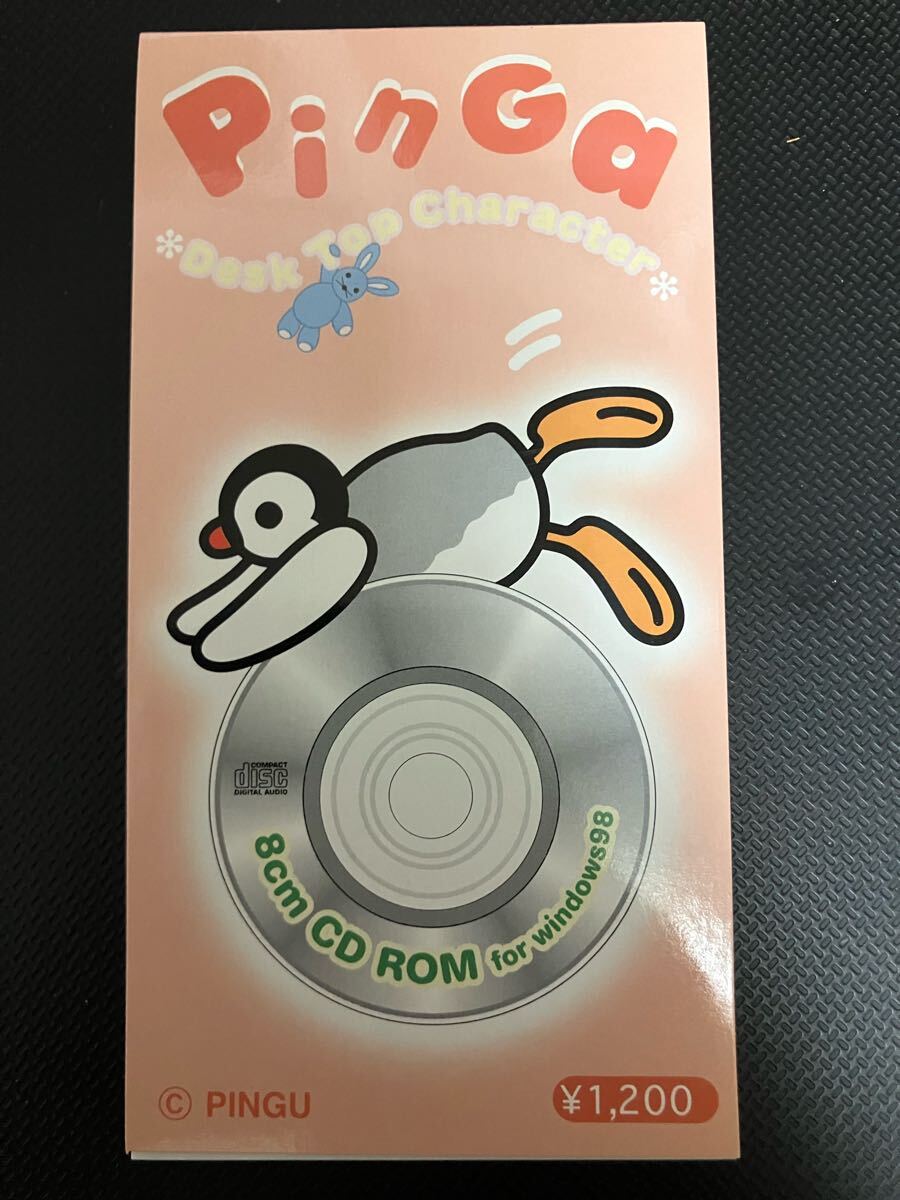 PinGa
*Desk Top Character*
COMPACT
disc
DIGITAL AUDIO
8cm CD ROM for windows98
© PINGU
¥1,200